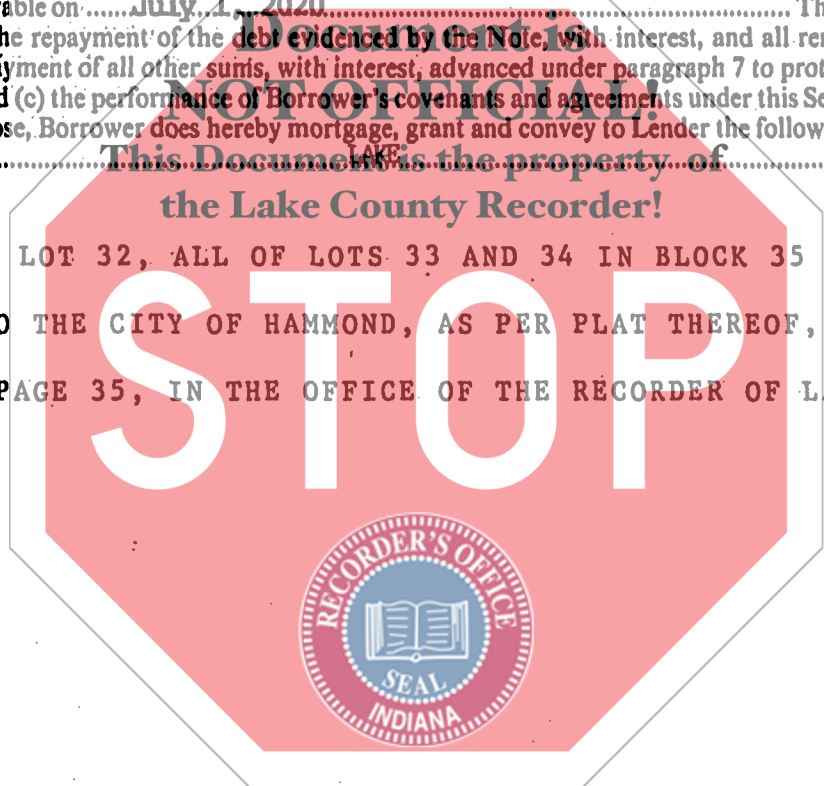 able on ...... July 1, 2020 ...... Th
he repayment of the debt evidenced by the Note, with interest, and all re
Document is
ayment of all other sums, with interest, advanced under paragraph 7 to prot
d (c) the performance of Borrower's covenants and agreements under this Se
NOT OFFICIAL!
ose, Borrower does hereby mortgage, grant and convey to Lender the follow
LAKE
This Document is the property of
the Lake County Recorder!
LOT 32, ALL OF LOTS 33 AND 34 IN BLOCK 35
O THE CITY OF HAMMOND, AS PER PLAT THEREOF,
PAGE 35, IN THE OFFICE OF THE RECORDER OF L
STOP
RECORDER'S OFFICE
SEAL
INDIANA